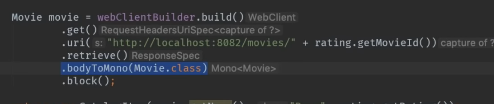 Movie movie = webClientBuilder.build() WebClient
.get() RequestHeadersUriSpec<capture of ?>
.uri( s: "http://localhost:8082/movies/" + rating.getMovieId()) capture of ?
.retrieve() ResponseSpec
.bodyToMono(Movie.class) Mono<Movie>
.block();